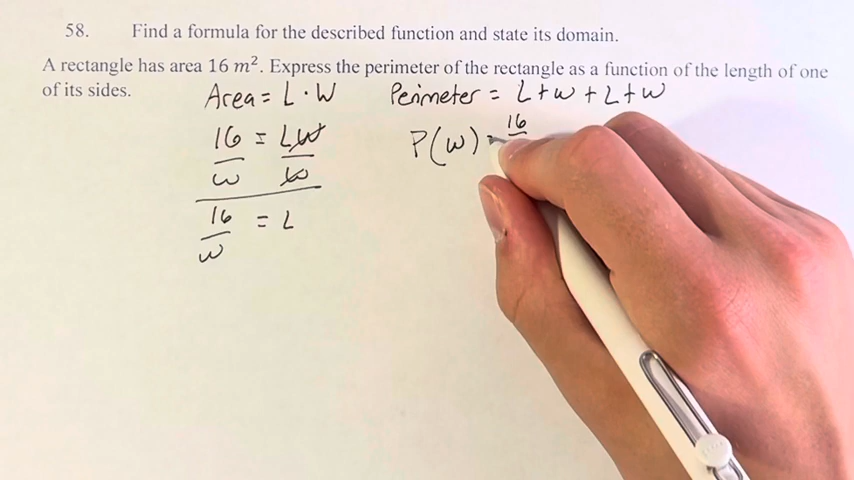 58. Find a formula for the described function and state its domain.
A rectangle has area 16 m². Express the perimeter of the rectangle as a function of the length of one
of its sides.
Area = L · W
Perimeter = L + w + L + w
16/w = Lw/w
P(w) = 16
16/w = L